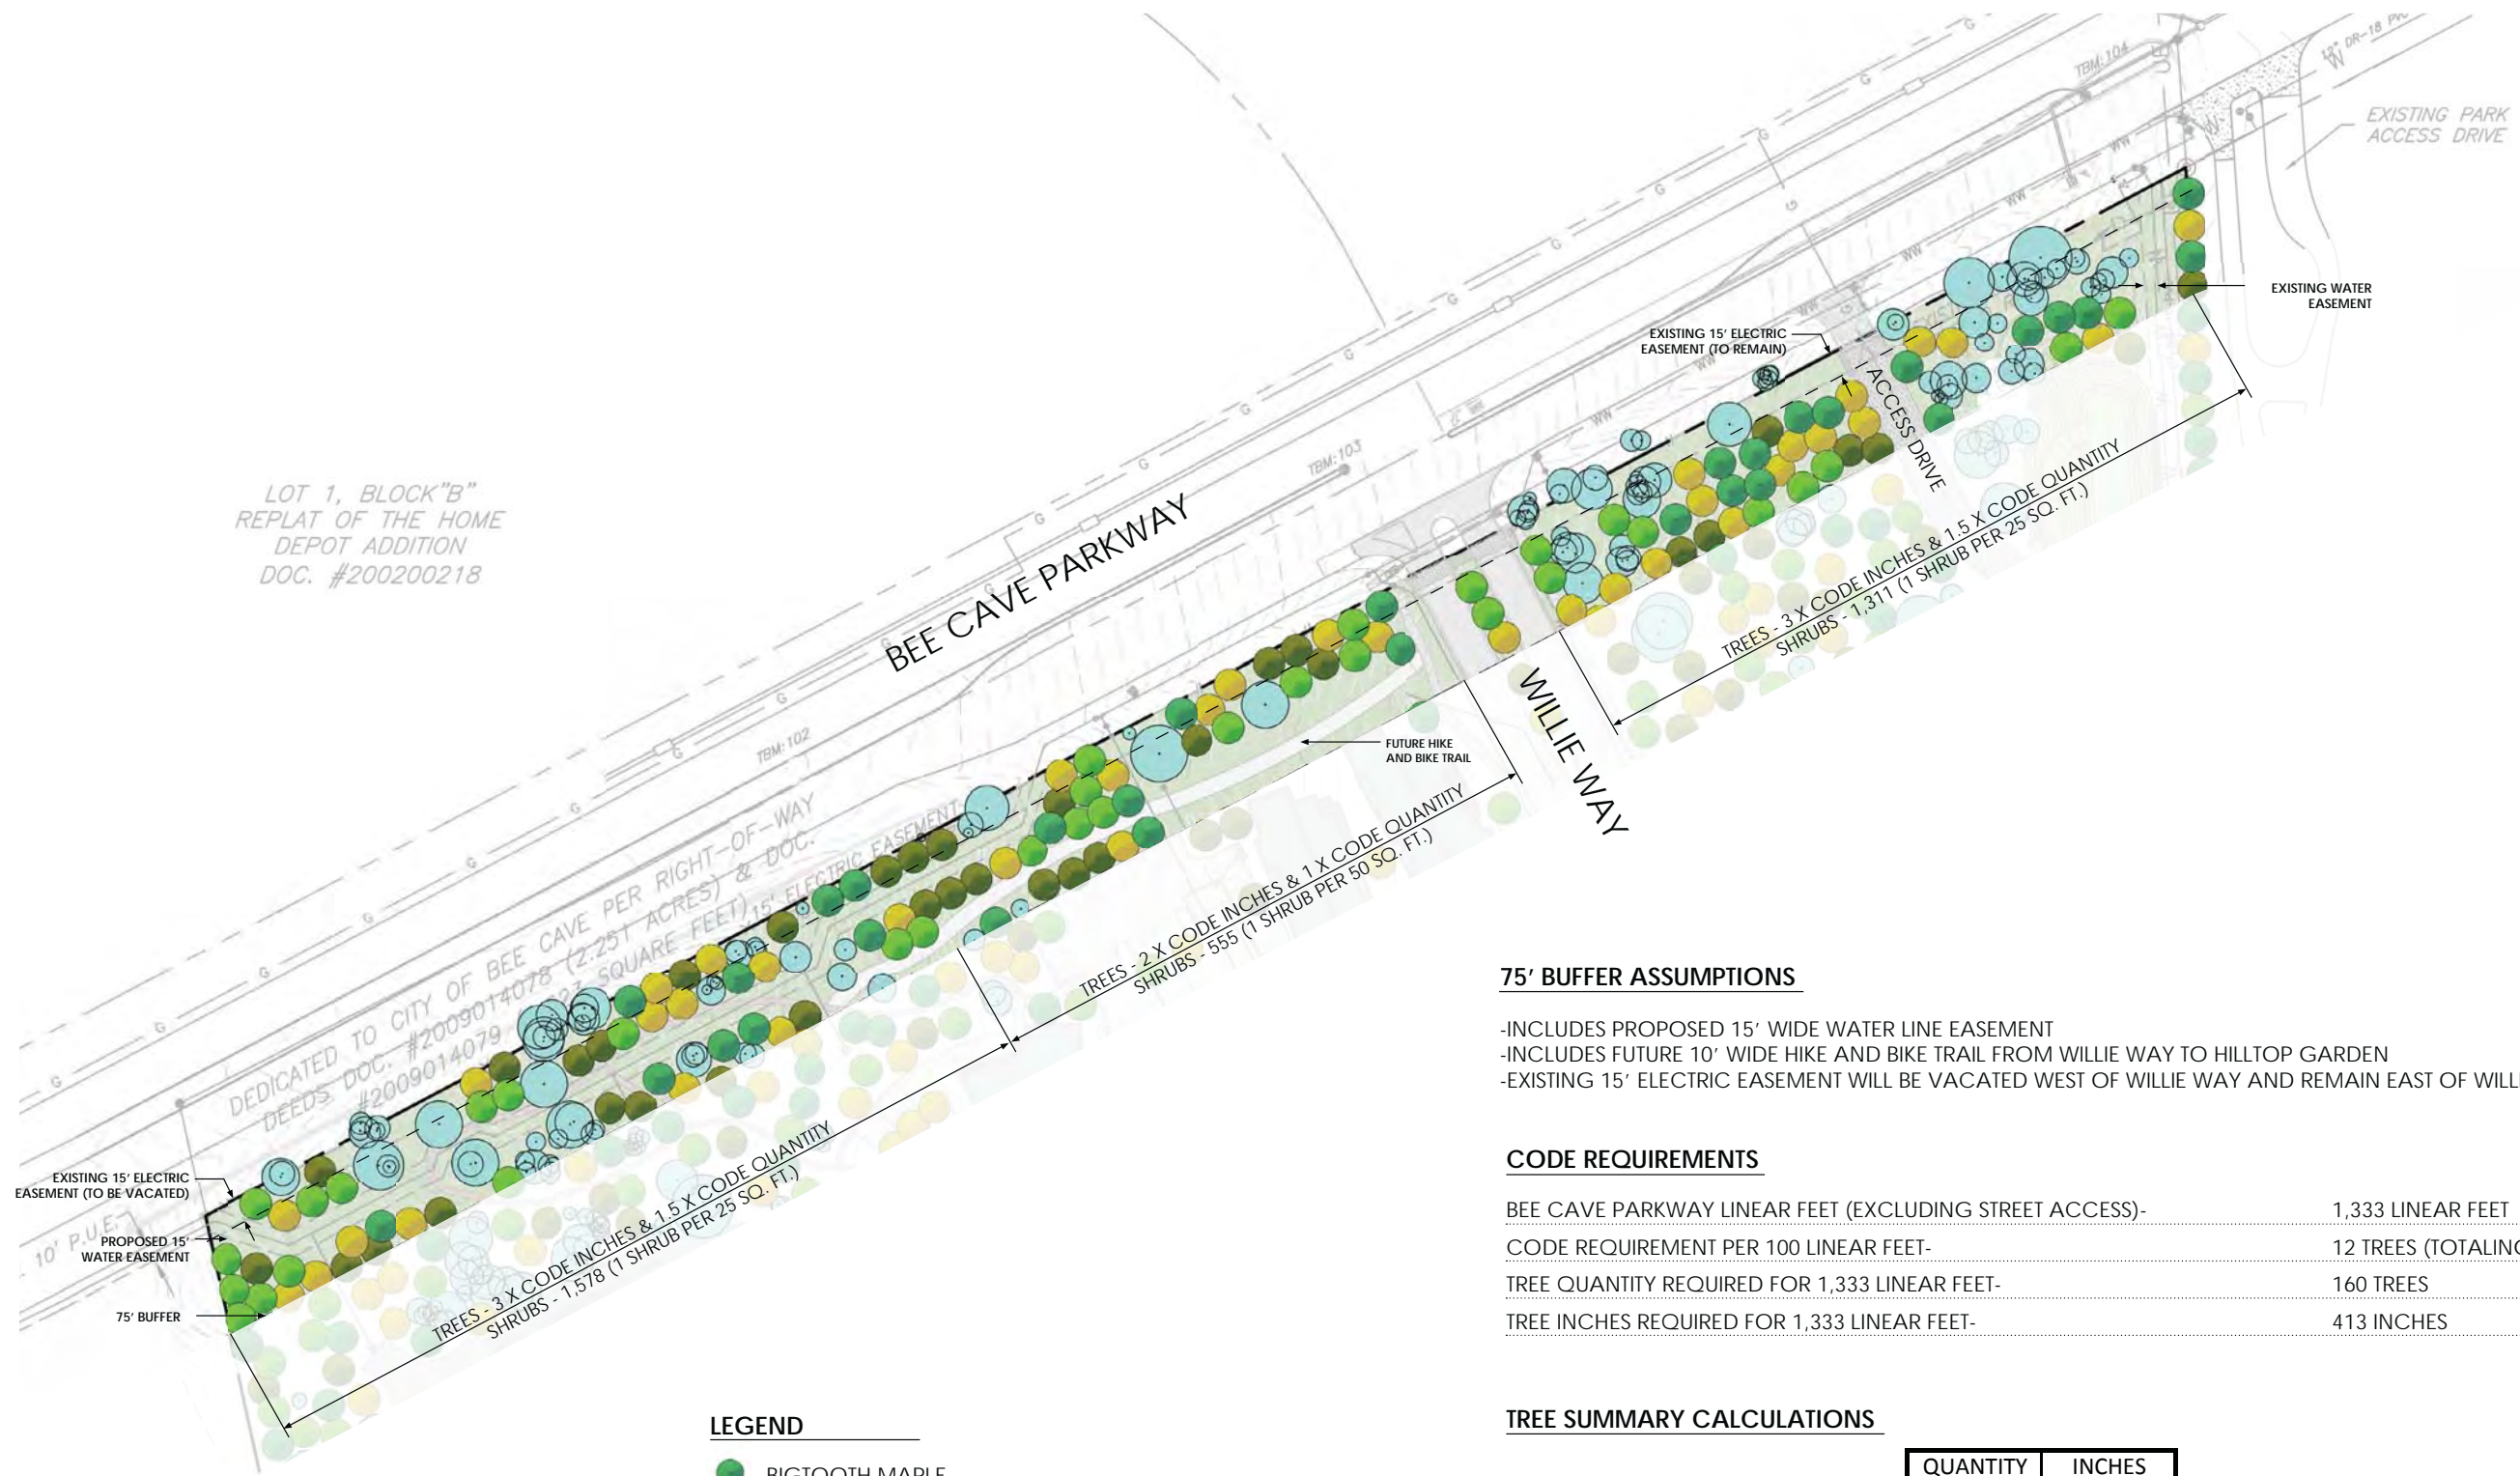 12" DR-18 PVC
W
TBM:104
EXISTING PARK
ACCESS DRIVE
EXISTING WATER
EASEMENT
EXISTING 15' ELECTRIC
EASEMENT (TO REMAIN)
ACCESS DRIVE
LOT 1, BLOCK"B"
REPLAT OF THE HOME
DEPOT ADDITION
DOC. #200200218
TBM:103
BEE CAVE PARKWAY
TREES - 3 X CODE INCHES & 1.5 X CODE QUANTITY
SHRUBS - 1,311 (1 SHRUB PER 25 SQ. FT.)
WILLIE WAY
FUTURE HIKE
AND BIKE TRAIL
TBM:102
TREES - 2 X CODE INCHES & 1 X CODE QUANTITY
SHRUBS - 555 (1 SHRUB PER 50 SQ. FT.)
DEDICATED TO CITY OF BEE CAVE PER RIGHT-OF-WAY
DEEDS DOC. #2009014078 (2.251 ACRES) & DOC.
#2009014079 SQUARE FEET)
15' ELECTRIC EASEMENT
EXISTING 15' ELECTRIC
EASEMENT (TO BE VACATED)
10' P.U.E.
PROPOSED 15'
WATER EASEMENT
75' BUFFER
TREES - 3 X CODE INCHES & 1.5 X CODE QUANTITY
SHRUBS - 1,578 (1 SHRUB PER 25 SQ. FT.)
75' BUFFER ASSUMPTIONS
-INCLUDES PROPOSED 15' WIDE WATER LINE EASEMENT
-INCLUDES FUTURE 10' WIDE HIKE AND BIKE TRAIL FROM WILLIE WAY TO HILLTOP GARDEN
-EXISTING 15' ELECTRIC EASEMENT WILL BE VACATED WEST OF WILLIE WAY AND REMAIN EAST OF WILL
CODE REQUIREMENTS
BEE CAVE PARKWAY LINEAR FEET (EXCLUDING STREET ACCESS)- 1,333 LINEAR FEET
CODE REQUIREMENT PER 100 LINEAR FEET- 12 TREES (TOTALING
TREE QUANTITY REQUIRED FOR 1,333 LINEAR FEET- 160 TREES
TREE INCHES REQUIRED FOR 1,333 LINEAR FEET- 413 INCHES
TREE SUMMARY CALCULATIONS
QUANTITY INCHES
LEGEND
BIGTOOTH MAPLE